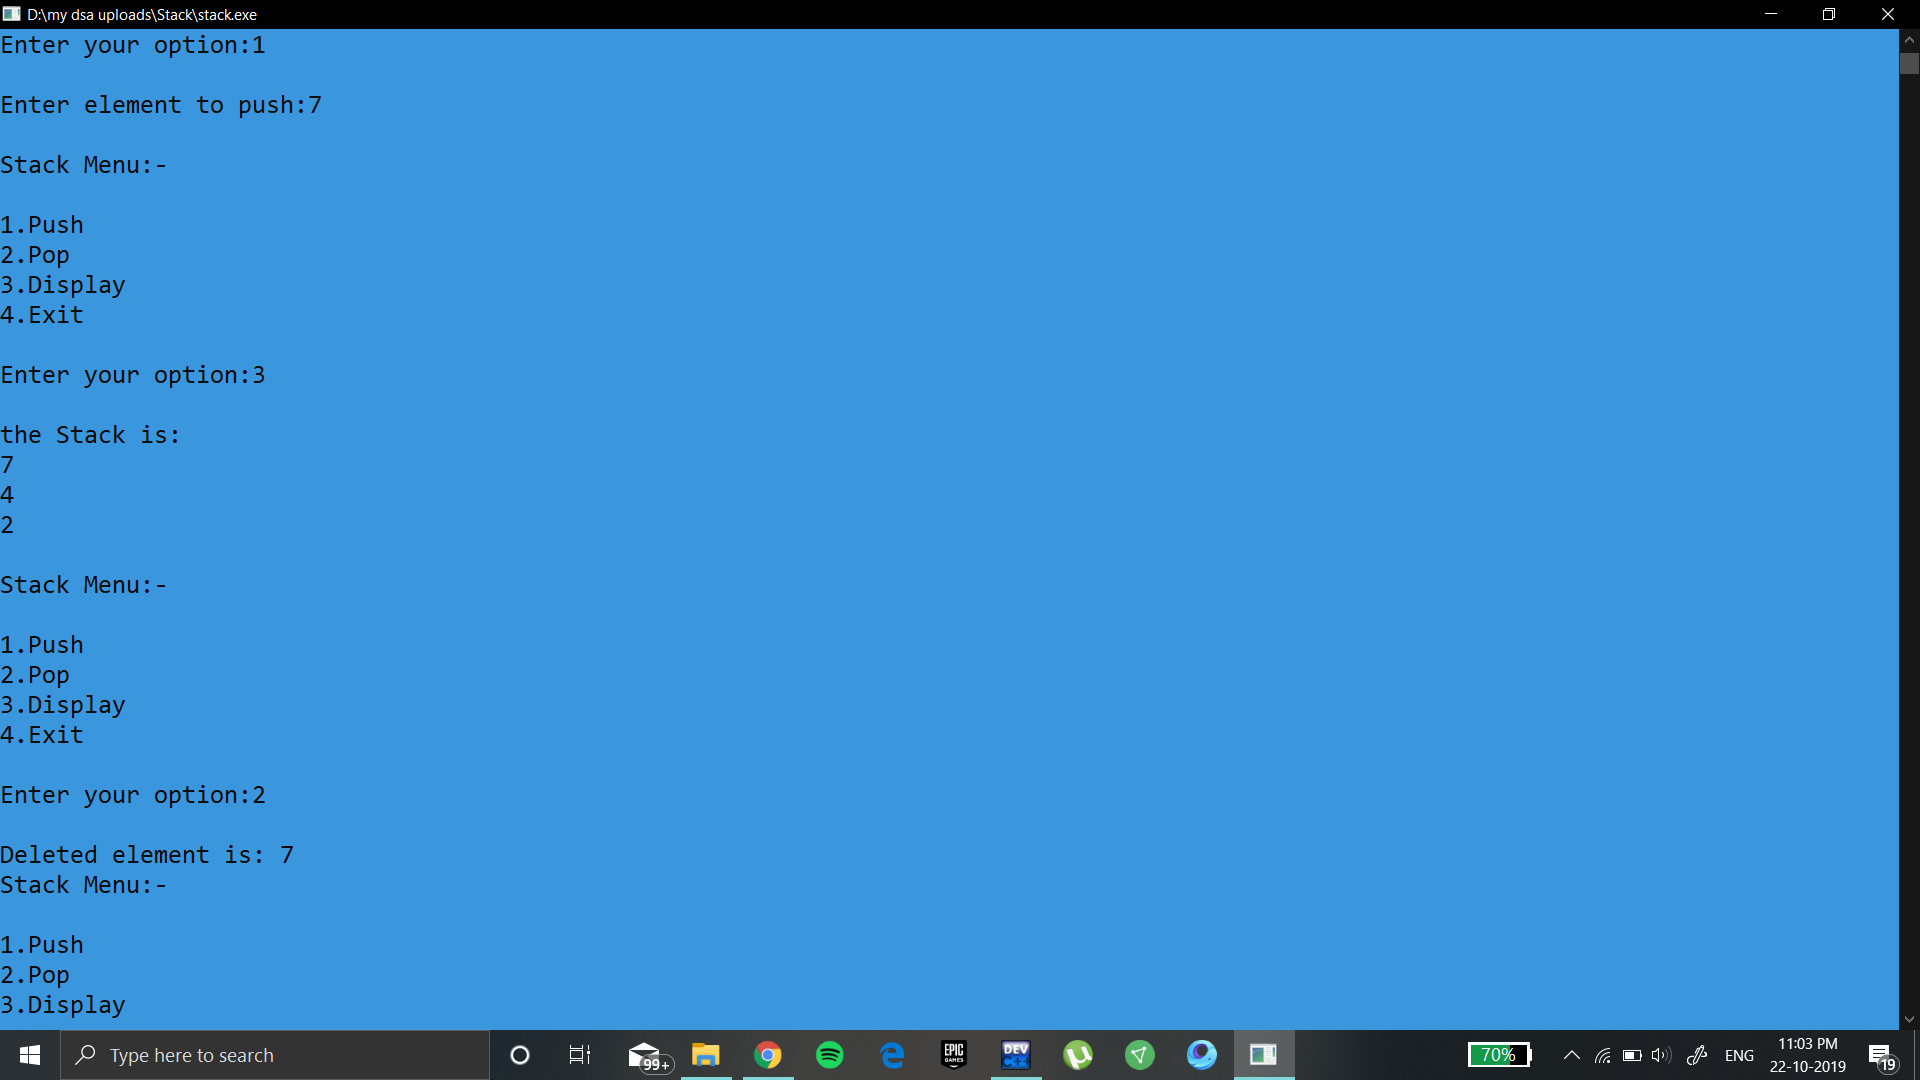 D:\my dsa uploads\Stack\stack.exe
Enter your option:1
Enter element to push:7
Stack Menu:-
1.Push
2.Pop
3.Display
4.Exit
Enter your option:3
the Stack is:
7
4
2
Stack Menu:-
1.Push
2.Pop
3.Display
4.Exit
Enter your option:2
Deleted element is: 7
Stack Menu:-
1.Push
2.Pop
3.Display
Type here to search
99+
EPIC
GAMES
DEV
C++
70%
ENG
11:03 PM
22-10-2019
19